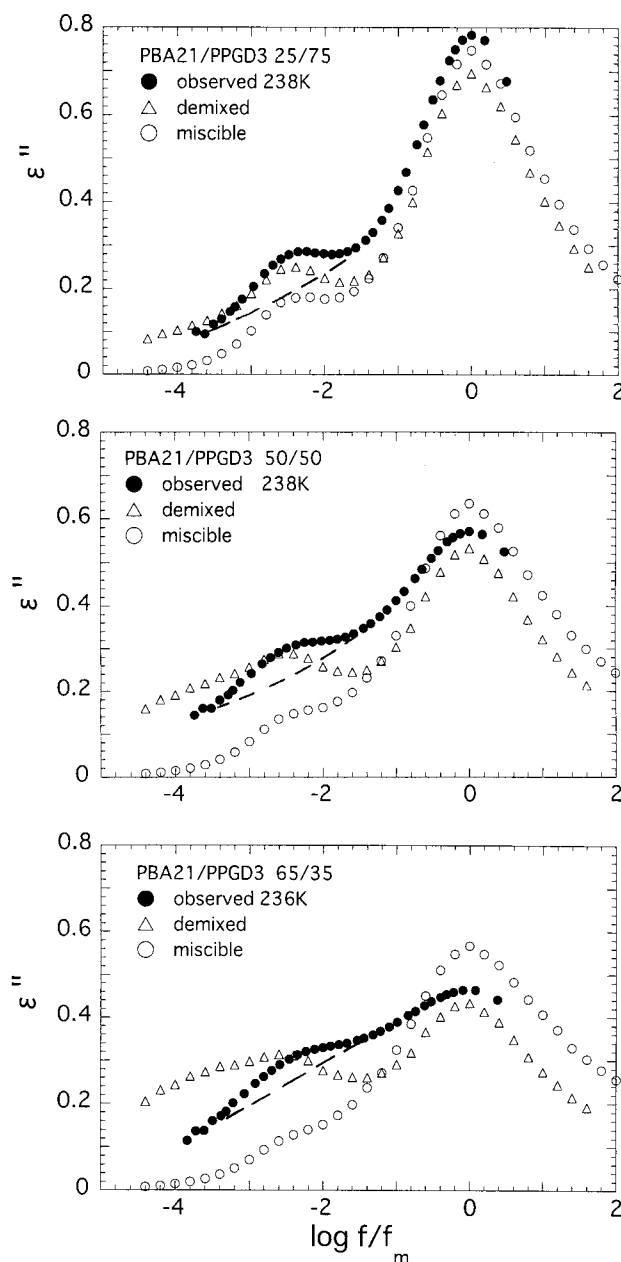 0.8
PBA21/PPGD3 25/75
● observed 238K
△ demixed
○ miscible
0.6
ε"
0.4
0.2
0
-4 -2 0 2
0.8
PBA21/PPGD3 50/50
● observed 238K
△ demixed
○ miscible
0.6
ε"
0.4
0.2
0
-4 -2 0 2
0.8
PBA21/PPGD3 65/35
● observed 236K
△ demixed
○ miscible
0.6
ε"
0.4
0.2
0
-4 -2 0 2
log f/fm